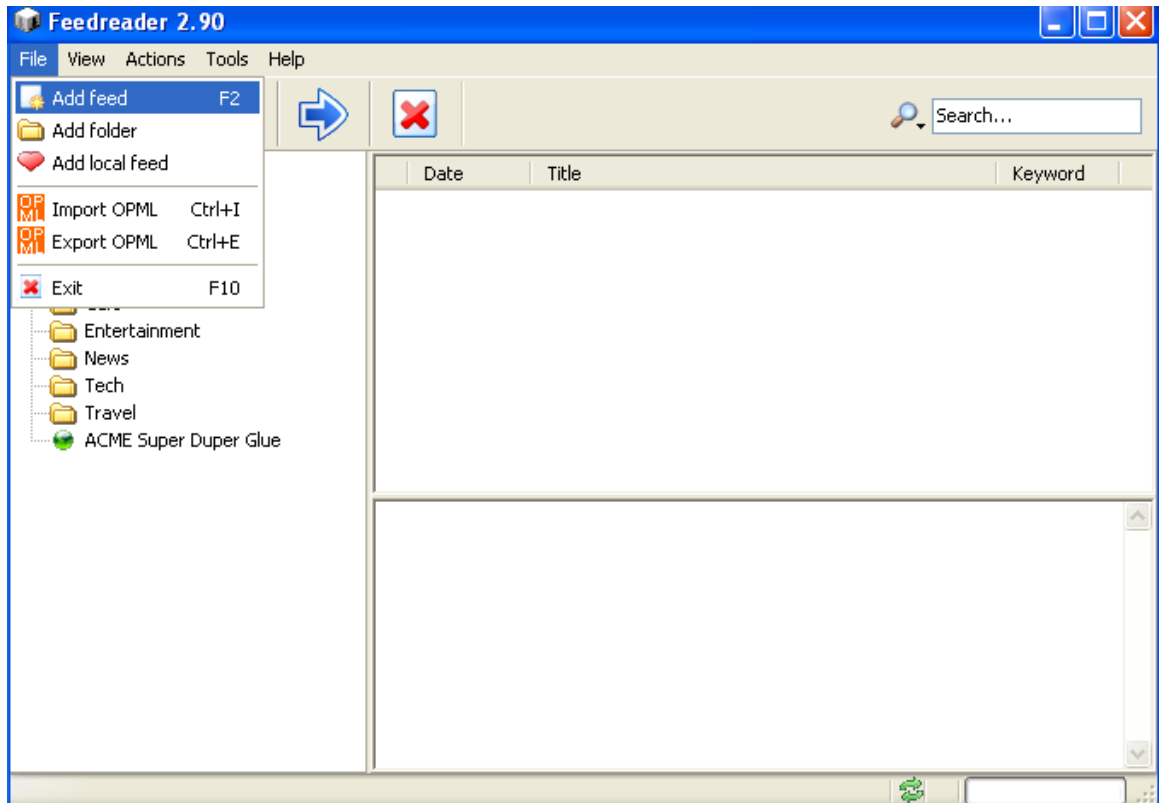 Feedreader 2.90
File View Actions Tools Help
Add feed F2
Add folder
Add local feed
Import OPML Ctrl+I
Export OPML Ctrl+E
Exit F10
Search...
Date Title Keyword
Entertainment
News
Tech
Travel
ACME Super Duper Glue